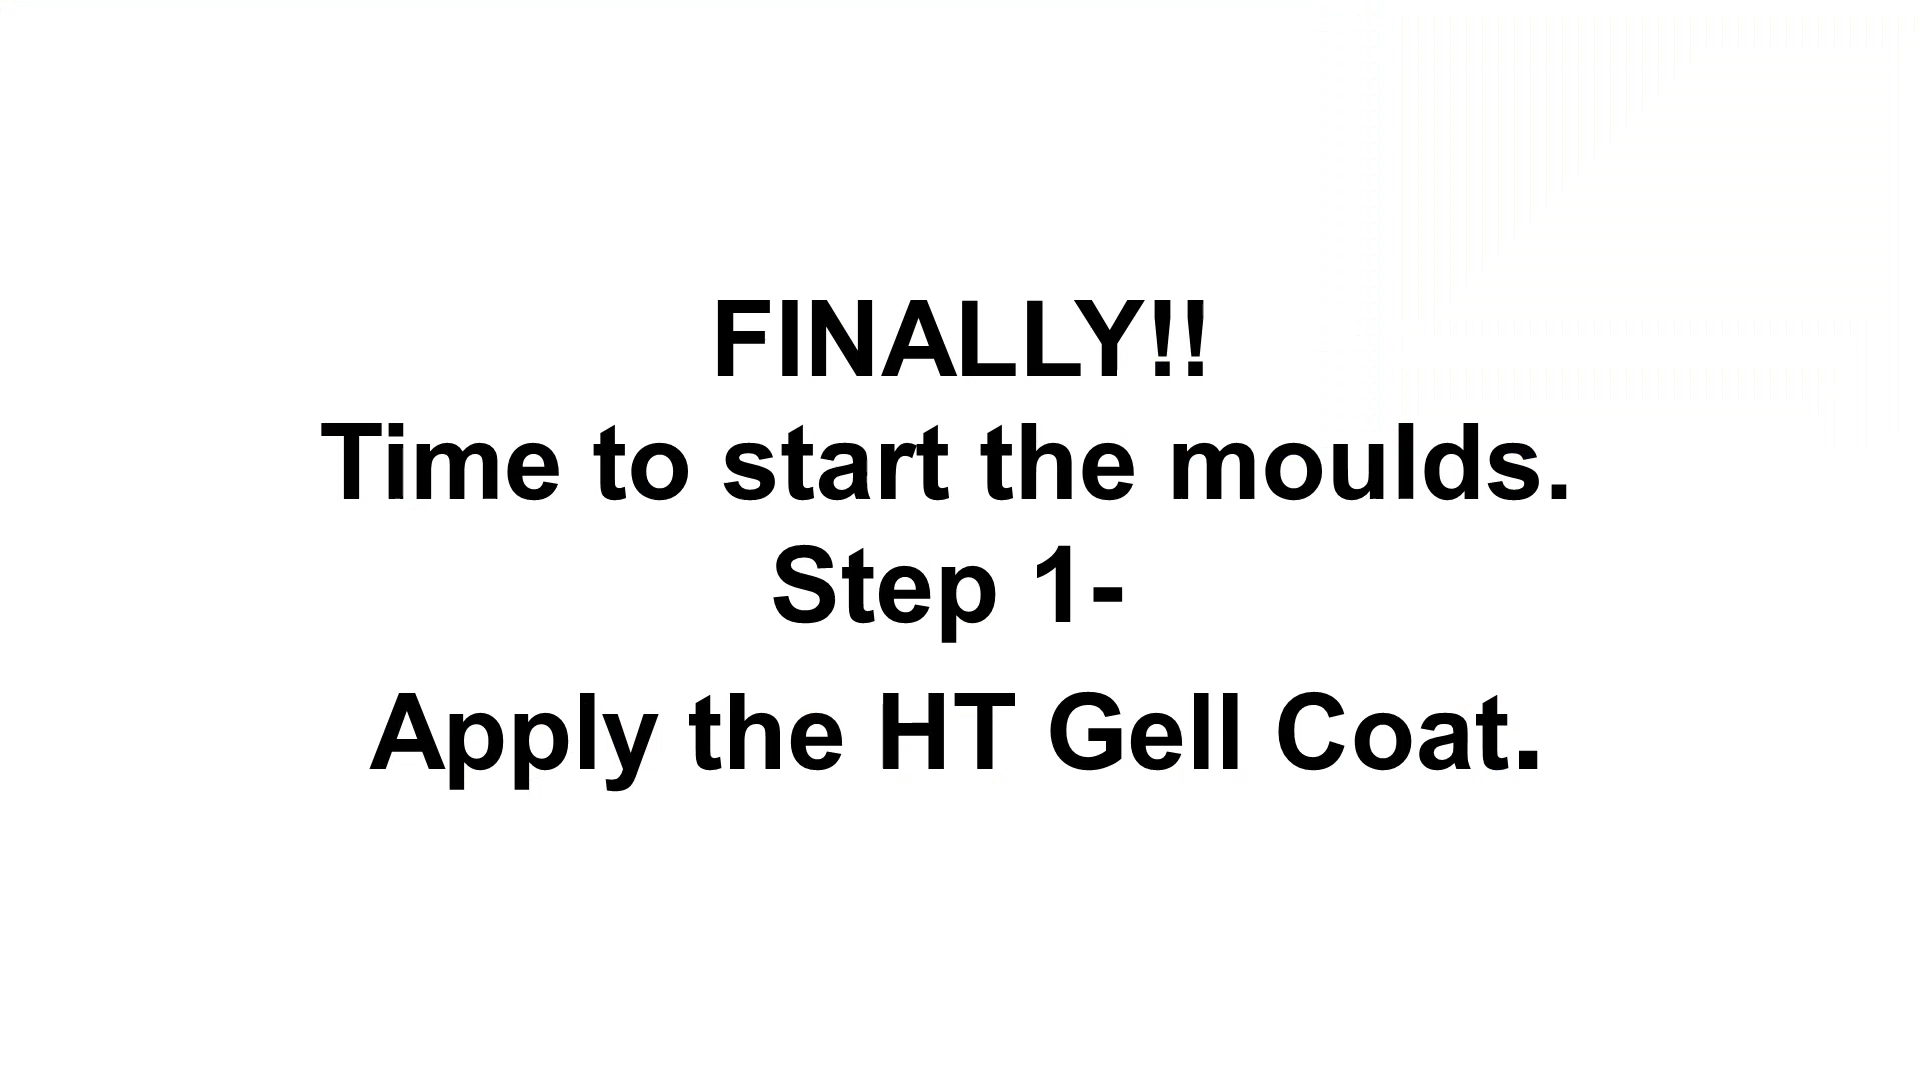 FINALLY!!
Time to start the moulds.
Step 1-
Apply the HT Gell Coat.